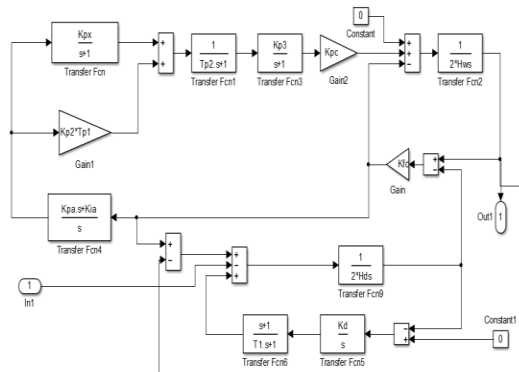 Kpx
s+1
Transfer Fcn
1
Tp2.s+1
Transfer Fcn1
Kp3
s+1
Transfer Fcn3
Kpc
Gain2
0
Constant
1
2*Hws
Transfer Fcn2
Kp2*Tp1
Gain1
Kfc
Gain
Out1
1
Kpa.s+Kia
s
Transfer Fcn4
1
In1
1
2*Hds
Transfer Fcn9
s+1
T1.s+1
Transfer Fcn6
Kd
s
Transfer Fcn5
Constant1
0